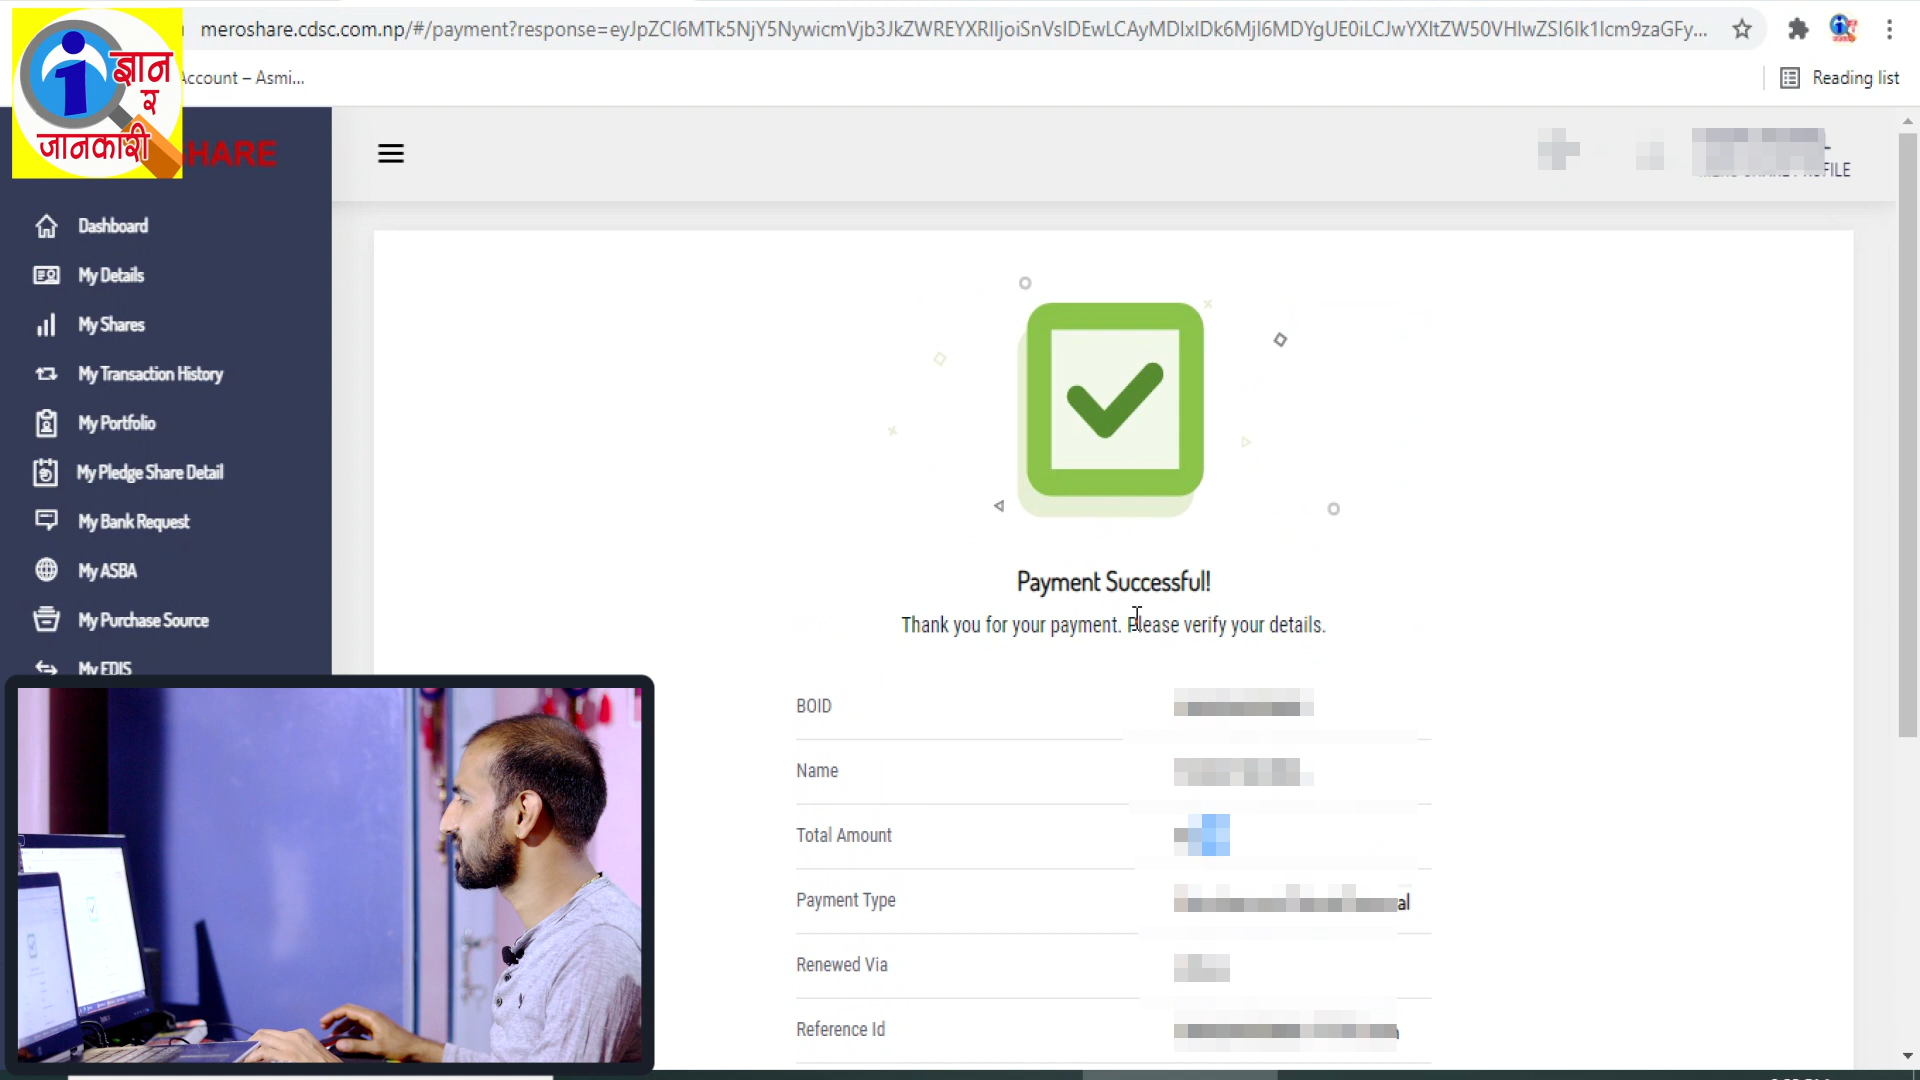 meroshare.cdsc.com.np/#/payment?response=eyJpZCI6MTk5NjY5NywicmVjb3JkZWREYXRlIjoiSnVsIDEwLCAyMDIxIDk6MjI6MDYgUE0iLCJwYXltZW50VHlwZSI6Ik1lcm9zaGFy...
ज्ञान
र
जानकारी
Account – Asmi...
Reading list
SHARE
Dashboard
My Details
My Shares
My Transaction History
My Portfolio
My Pledge Share Detail
My Bank Request
My ASBA
My Purchase Source
My EDIS
Payment Successful!
Thank you for your payment. Please verify your details.
BOID
Name
Total Amount
Payment Type
Renewed Via
Reference Id